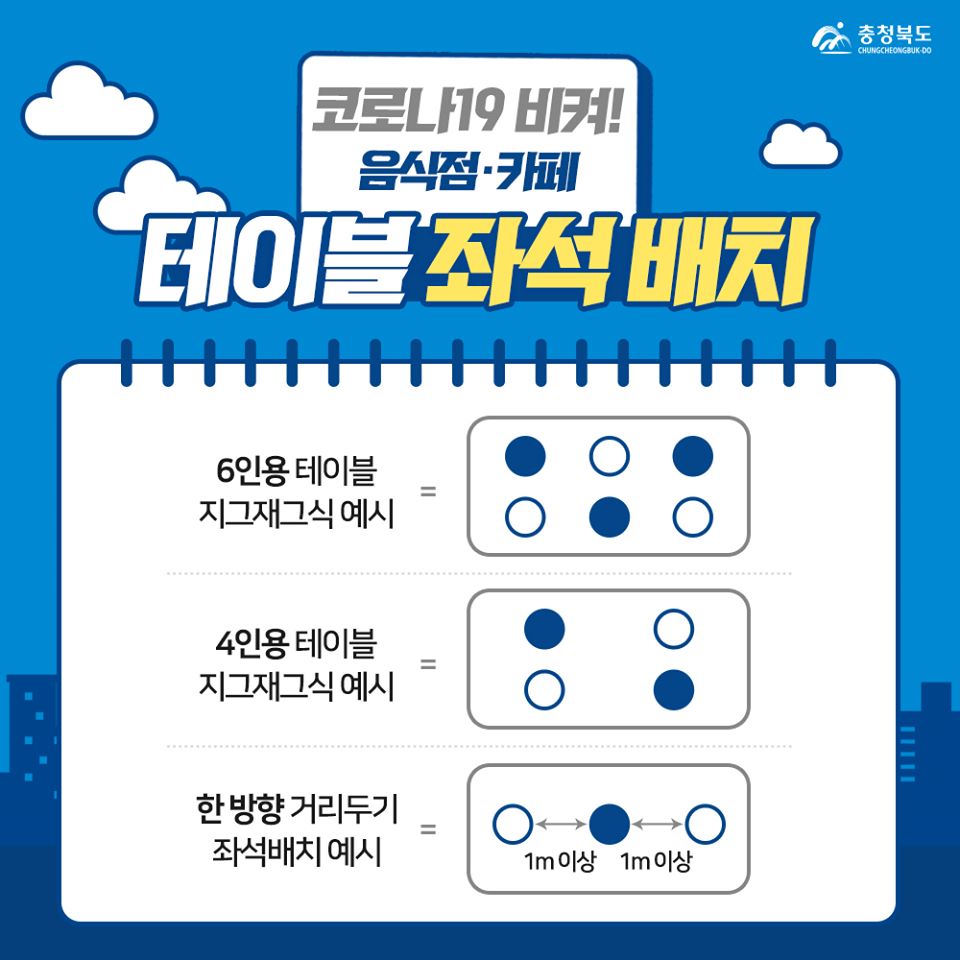 충청북도
CHUNGCHEONGBUK-DO
코로나19 비켜!
음식점·카페
테이블 좌석 배치
6인용 테이블
지그재그식 예시
=
4인용 테이블
지그재그식 예시
=
한 방향 거리두기
좌석배치 예시
=
1m 이상 1m 이상